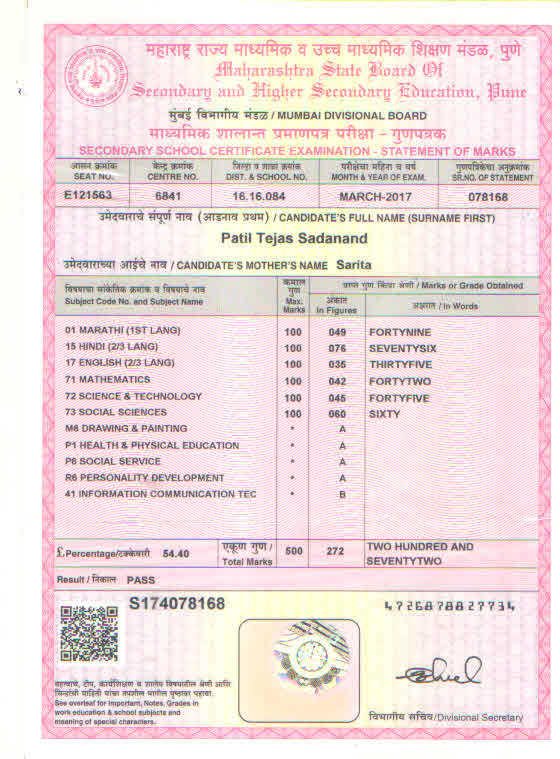 महाराष्ट्र राज्य माध्यमिक व उच्च माध्यमिक शिक्षण मंडळ, पुणे
Maharashtra State Board Of
Secondary and Higher Secondary Education, Pune
मुंबई विभागीय मंडळ / MUMBAI DIVISIONAL BOARD
माध्यमिक शालान्त प्रमाणपत्र परीक्षा - गुणपत्रक
SECONDARY SCHOOL CERTIFICATE EXAMINATION - STATEMENT OF MARKS
आसन क्रमांक केन्द्र क्रमांक जिल्हा व शाळा क्रमांक परीक्षेचा महिना व वर्ष गुणपत्रिकेचा अनुक्रमांक
SEAT NO. CENTRE NO. DIST. & SCHOOL NO. MONTH & YEAR OF EXAM. SR.NO. OF STATEMENT
E121563 6841 16.16.084 MARCH-2017 078168
उमेदवाराचे संपूर्ण नाव (आडनाव प्रथम) / CANDIDATE'S FULL NAME (SURNAME FIRST)
Patil Tejas Sadanand
उमेदवाराच्या आईचे नाव / CANDIDATE'S MOTHER'S NAME Sarita
विषयाचा सांकेतिक क्रमांक व विषयाचे नाव कमाल गुण प्राप्त गुण किंवा श्रेणी / Marks or Grade Obtained
Subject Code No. and Subject Name Max. Marks अंकात In Figures अक्षरात / In Words
01 MARATHI (1ST LANG) 100 049 FORTYNINE
15 HINDI (2/3 LANG) 100 076 SEVENTYSIX
17 ENGLISH (2/3 LANG) 100 035 THIRTYFIVE
71 MATHEMATICS 100 042 FORTYTWO
72 SCIENCE & TECHNOLOGY 100 045 FORTYFIVE
73 SOCIAL SCIENCES 100 060 SIXTY
M6 DRAWING & PAINTING * A
P1 HEALTH & PHYSICAL EDUCATION * A
P6 SOCIAL SERVICE * A
R6 PERSONALITY DEVELOPMENT * A
41 INFORMATION COMMUNICATION TEC * B
£.Percentage/टक्केवारी 54.40 एकूण गुण / Total Marks 500 272 TWO HUNDRED AND
SEVENTYTWO
Result / निकाल PASS
S174078168
472687882773४
महत्वाचे, टीप, कार्यशिक्षण व शालेय विषयातील श्रेणी आणि
See overleaf for Important, Notes, Grades in
work education & school subjects and
meaning of special characters.
विभागीय सचिव/Divisional Secretary